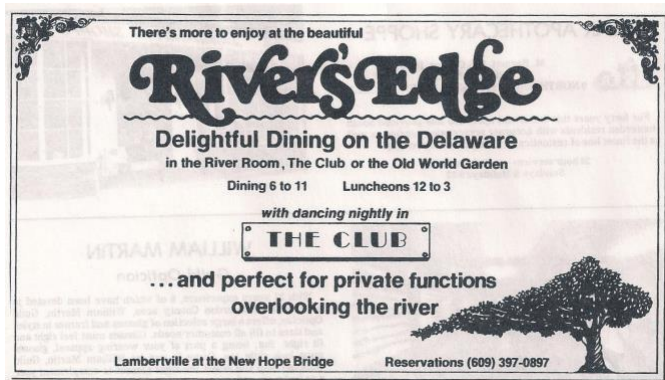 There's more to enjoy at the beautiful
River's Edge
Delightful Dining on the Delaware
in the River Room, The Club or the Old World Garden
Dining 6 to 11 Luncheons 12 to 3
with dancing nightly in
THE CLUB
...and perfect for private functions
overlooking the river
Lambertville at the New Hope Bridge Reservations (609) 397-0897